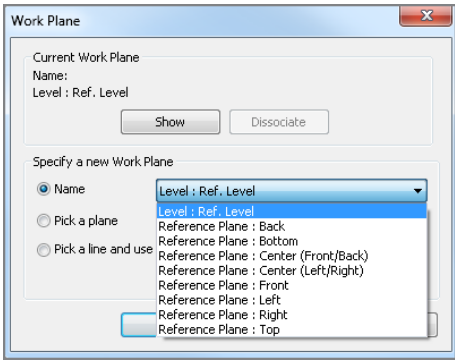 Work Plane
Current Work Plane
Name:
Level : Ref. Level
Show
Dissociate
Specify a new Work Plane
Name
Level : Ref. Level
Pick a plane
Pick a line and use
Level : Ref. Level
Reference Plane : Back
Reference Plane : Bottom
Reference Plane : Center (Front/Back)
Reference Plane : Center (Left/Right)
Reference Plane : Front
Reference Plane : Left
Reference Plane : Right
Reference Plane : Top